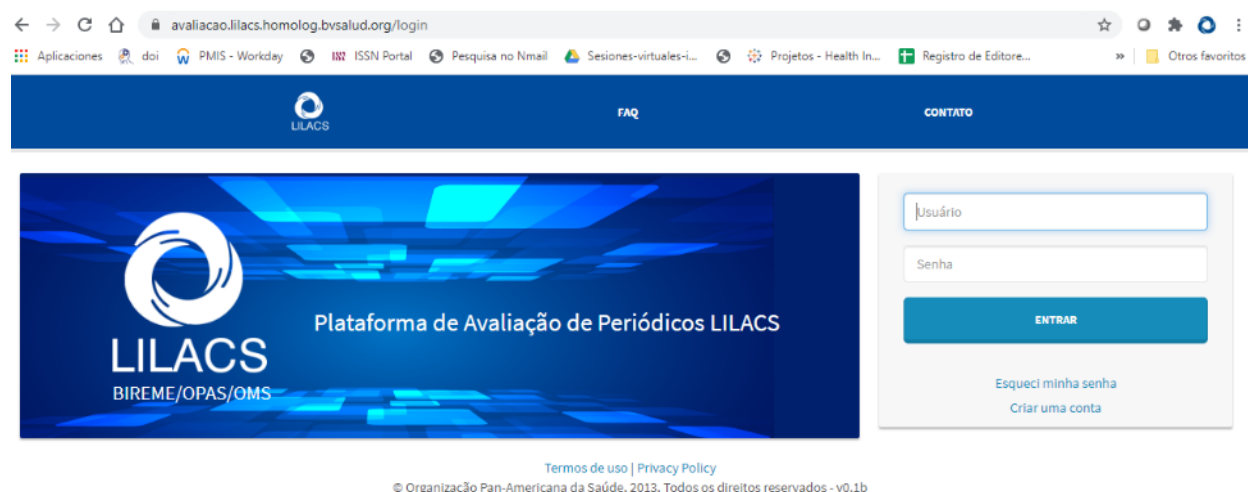 avaliacao.lilacs.homolog.bvsalud.org/login
Aplicaciones doi PMIS - Workday ISSN ISSN Portal Pesquisa no Nmail Sesiones-virtuales-i... Projetos - Health In... Registro de Editore... » Otros favoritos
LILACS FAQ CONTATO
Usuário
Senha
Plataforma de Avaliação de Periódicos LILACS
ENTRAR
LILACS
BIREME/OPAS/OMS
Esqueci minha senha
Criar uma conta
Termos de uso | Privacy Policy
© Organização Pan-Americana da Saúde, 2013. Todos os direitos reservados - v0.1b